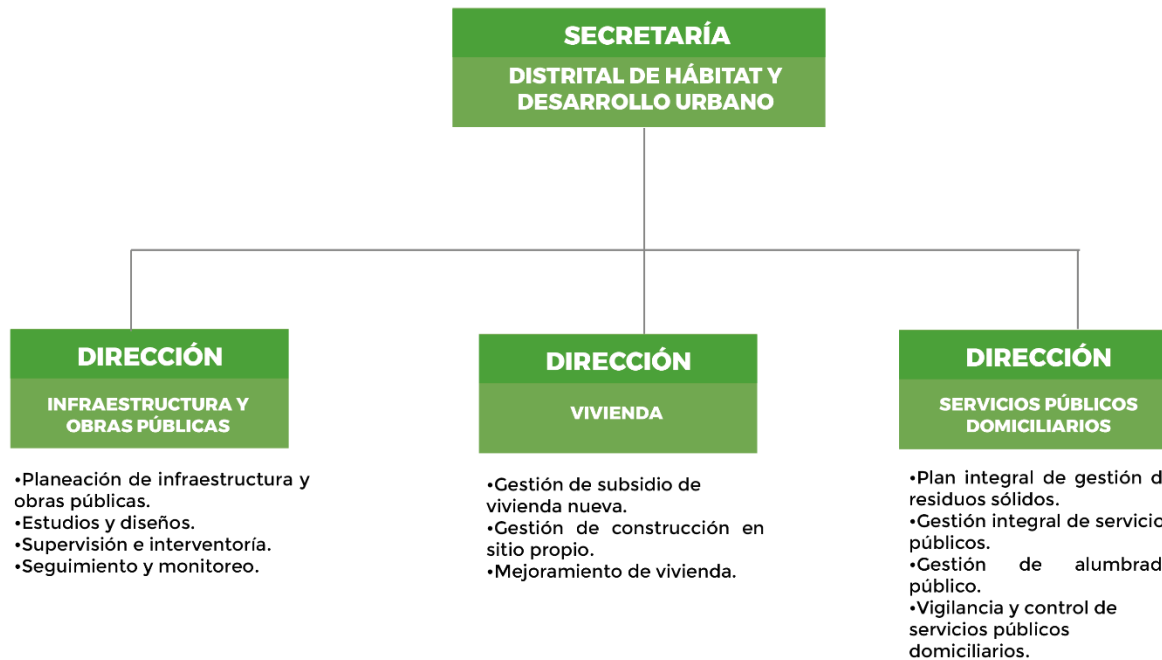 SECRETARÍA
DISTRITAL DE HÁBITAT Y
DESARROLLO URBANO
DIRECCIÓN
INFRAESTRUCTURA Y
OBRAS PÚBLICAS
•Planeación de infraestructura y
obras públicas.
•Estudios y diseños.
•Supervisión e interventoría.
•Seguimiento y monitoreo.
DIRECCIÓN
VIVIENDA
•Gestión de subsidio de
vivienda nueva.
•Gestión de construcción en
sitio propio.
•Mejoramiento de vivienda.
DIRECCIÓN
SERVICIOS PÚBLICOS
DOMICILIARIOS
•Plan integral de gestión d
residuos sólidos.
•Gestión integral de servicio
públicos.
•Gestión de alumbrad
público.
•Vigilancia y control de
servicios públicos
domiciliarios.